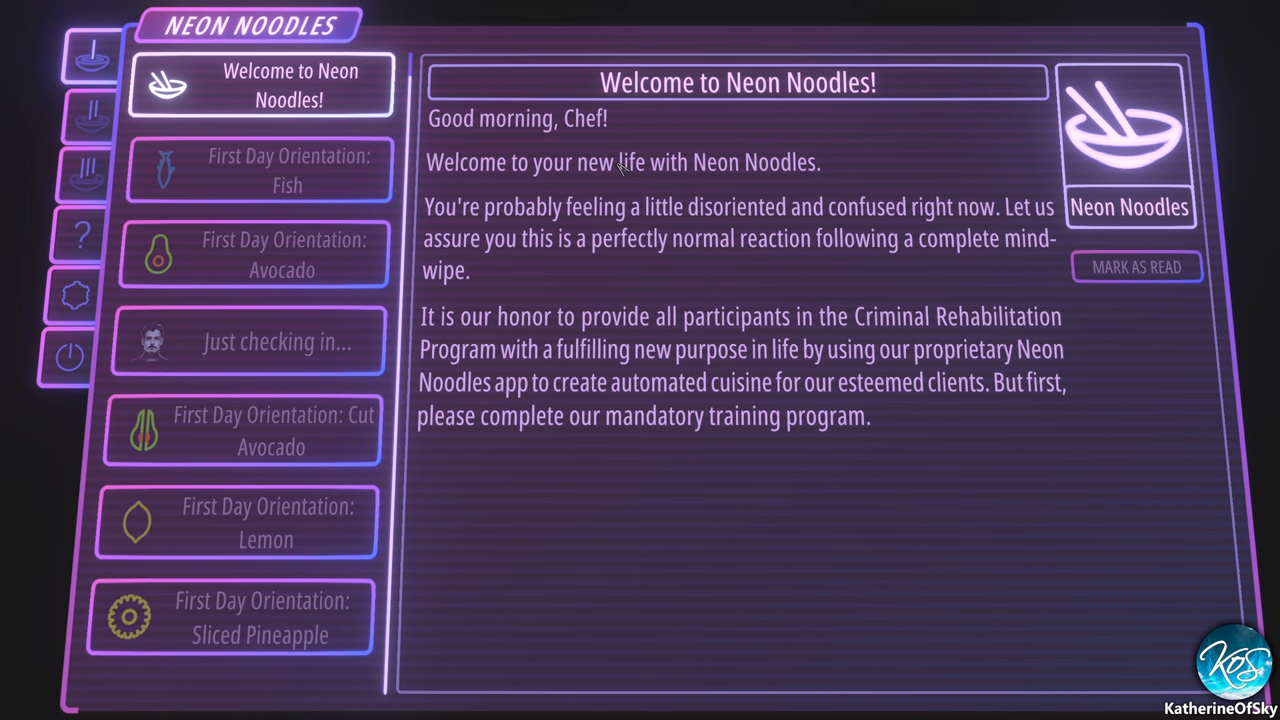 NEON NOODLES
Welcome to Neon
Noodles!
First Day Orientation:
Fish
First Day Orientation:
Avocado
Just checking in...
First Day Orientation: Cut
Avocado
First Day Orientation:
Lemon
First Day Orientation:
Sliced Pineapple
?
Welcome to Neon Noodles!
Good morning, Chef!
Welcome to your new life with Neon Noodles.
You're probably feeling a little disoriented and confused right now. Let us
assure you this is a perfectly normal reaction following a complete mind-
wipe.
It is our honor to provide all participants in the Criminal Rehabilitation
Program with a fulfilling new purpose in life by using our proprietary Neon
Noodles app to create automated cuisine for our esteemed clients. But first,
please complete our mandatory training program.
Neon Noodles
MARK AS READ
KOS
KatherineOfSky